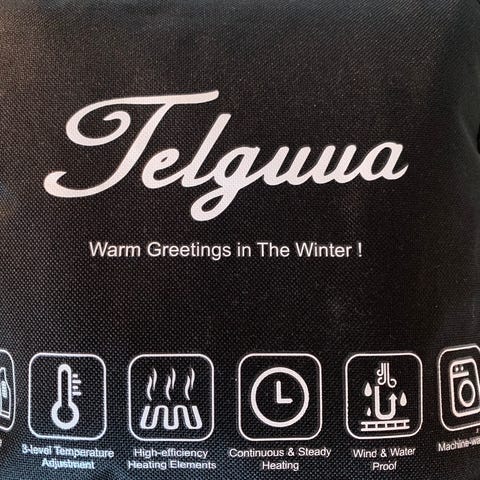 Telguua
Warm Greetings in The Winter !
3-level Temperature
Adjustment
High-efficiency
Heating Elements
Continuous & Steady
Heating
Wind & Water
Proof